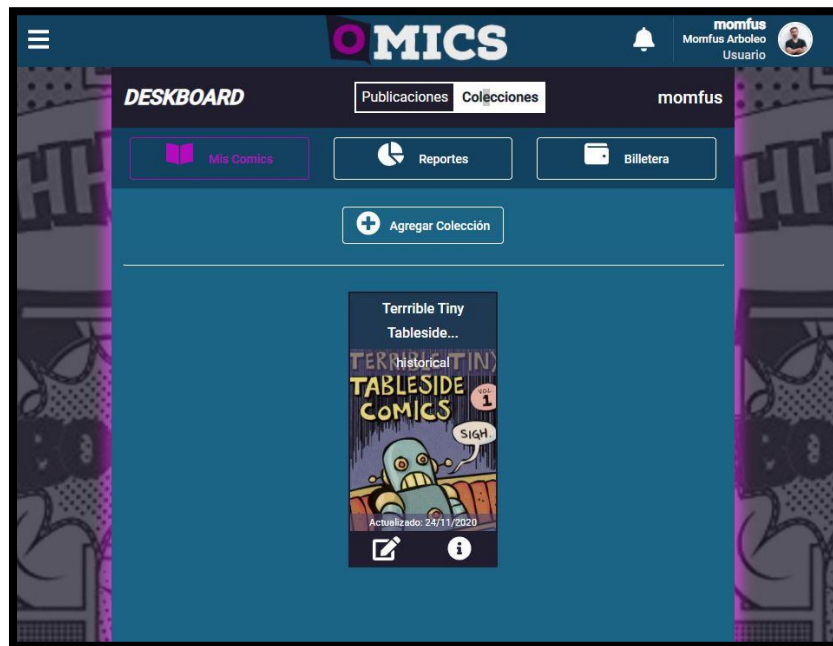 OMICS
momfus
Momfus Arboleo
Usuario
DESKBOARD
Publicaciones Colecciones
momfus
Mis Comics
Reportes
Billetera
Agregar Colección
Terrrible Tiny
Tableside...
historical
TERRIBLE TINY
TABLESIDE
COMICS
VOL
1
SIGH.
Actualizado: 24/11/2020